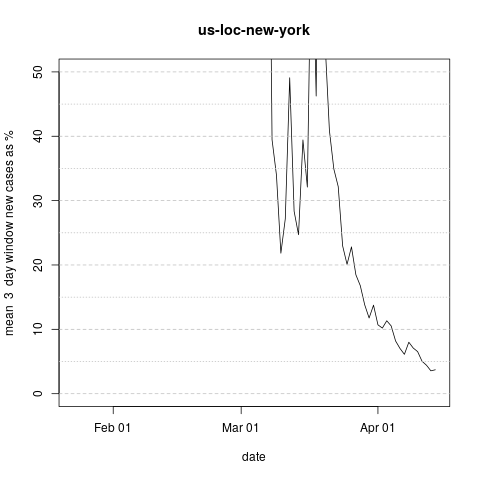 us-loc-new-york
mean 3 day window new cases as %
50
40
30
20
10
0
Feb 01
Mar 01
Apr 01
date